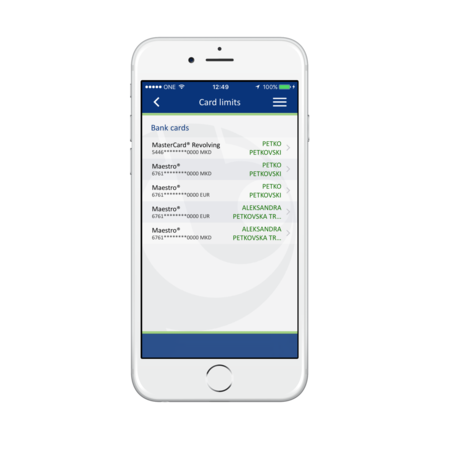 ONE 12:49 100%
Card limits
Bank cards
MasterCard® Revolving PETKO
5446********0000 MKD PETKOVSKI
Maestro® PETKO
6761********0000 MKD PETKOVSKI
Maestro® PETKO
6761********0000 EUR PETKOVSKI
Maestro® ALEKSANDRA
6761********0000 EUR PETKOVSKA TR...
Maestro® ALEKSANDRA
6761********0000 MKD PETKOVSKA TR...